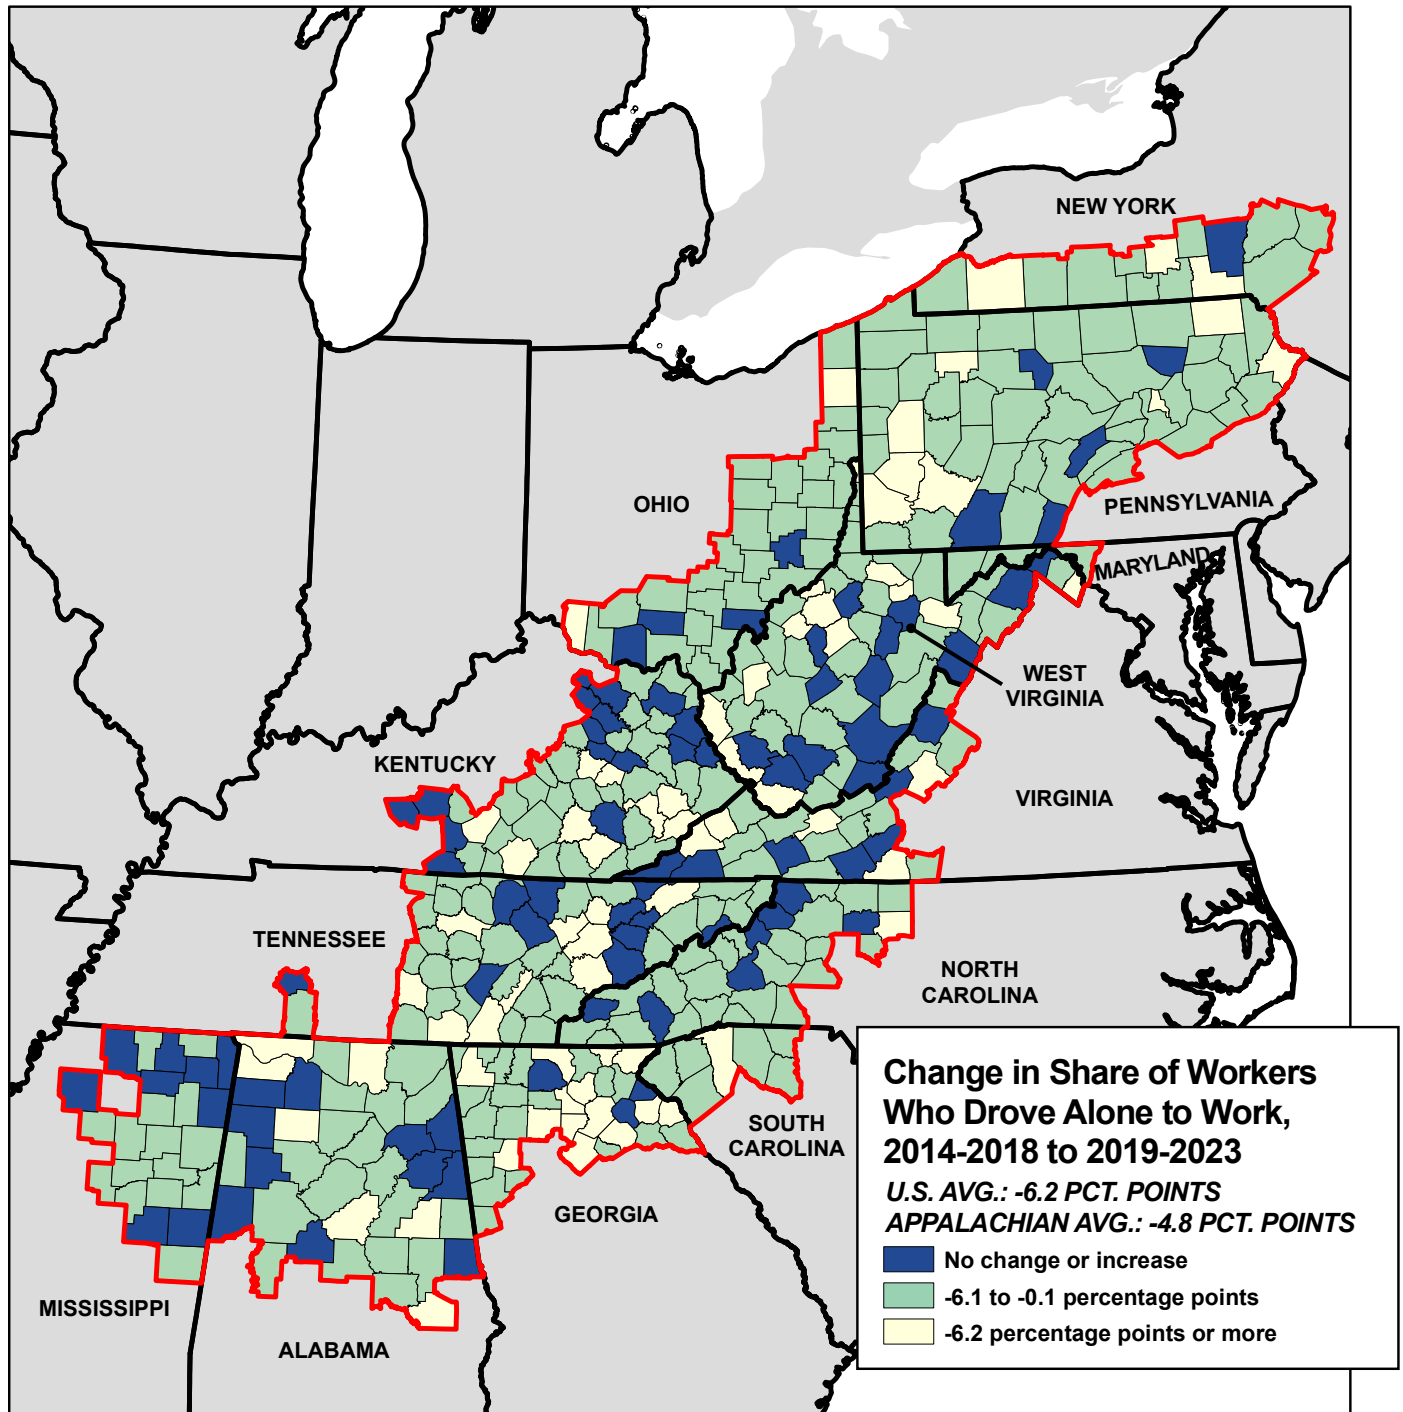 NEW YORK
OHIO
PENNSYLVANIA
MARYLAND
WEST
VIRGINIA
KENTUCKY
VIRGINIA
TENNESSEE
NORTH
CAROLINA
SOUTH
CAROLINA
GEORGIA
MISSISSIPPI
ALABAMA
Change in Share of Workers
Who Drove Alone to Work,
2014-2018 to 2019-2023
U.S. AVG.: -6.2 PCT. POINTS
APPALACHIAN AVG.: -4.8 PCT. POINTS
No change or increase
-6.1 to -0.1 percentage points
-6.2 percentage points or more